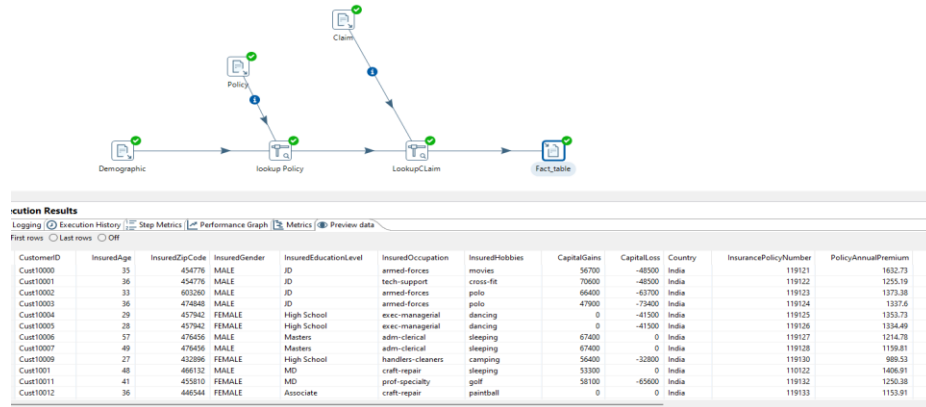 Claim
Policy
Demographic
lookup Policy
LookupCLaim
Fact_table
ecution Results
Logging Execution History Step Metrics Performance Graph Metrics Preview data
First rows Last rows Off
CustomerID InsuredAge InsuredZipCode InsuredGender InsuredEducationLevel InsuredOccupation InsuredHobbies CapitalGains CapitalLoss Country InsurancePolicyNumber PolicyAnnualPremium
Cust10000 35 454776 MALE JD armed-forces movies 56700 -48500 India 119121 1632.73
Cust10001 36 454776 MALE JD tech-support cross-fit 70600 -48500 India 119122 1255.19
Cust10002 33 603260 MALE JD armed-forces polo 66400 -63700 India 119123 1373.38
Cust10003 36 474848 MALE JD armed-forces polo 47900 -73400 India 119124 1337.6
Cust10004 29 457942 FEMALE High School exec-managerial dancing 0 -41500 India 119125 1353.73
Cust10005 28 457942 FEMALE High School exec-managerial dancing 0 -41500 India 119126 1334.49
Cust10006 57 476456 MALE Masters adm-clerical sleeping 67400 0 India 119127 1214.78
Cust10007 49 476456 MALE Masters adm-clerical sleeping 67400 0 India 119128 1159.81
Cust10009 27 432896 FEMALE High School handlers-cleaners camping 56400 -32800 India 119130 989.53
Cust1001 48 466132 MALE MD craft-repair sleeping 53300 0 India 110122 1406.91
Cust10011 41 455810 FEMALE MD prof-specialty golf 58100 -65600 India 119132 1250.38
Cust10012 36 446544 FEMALE Associate craft-repair paintball 0 0 India 119133 1153.91